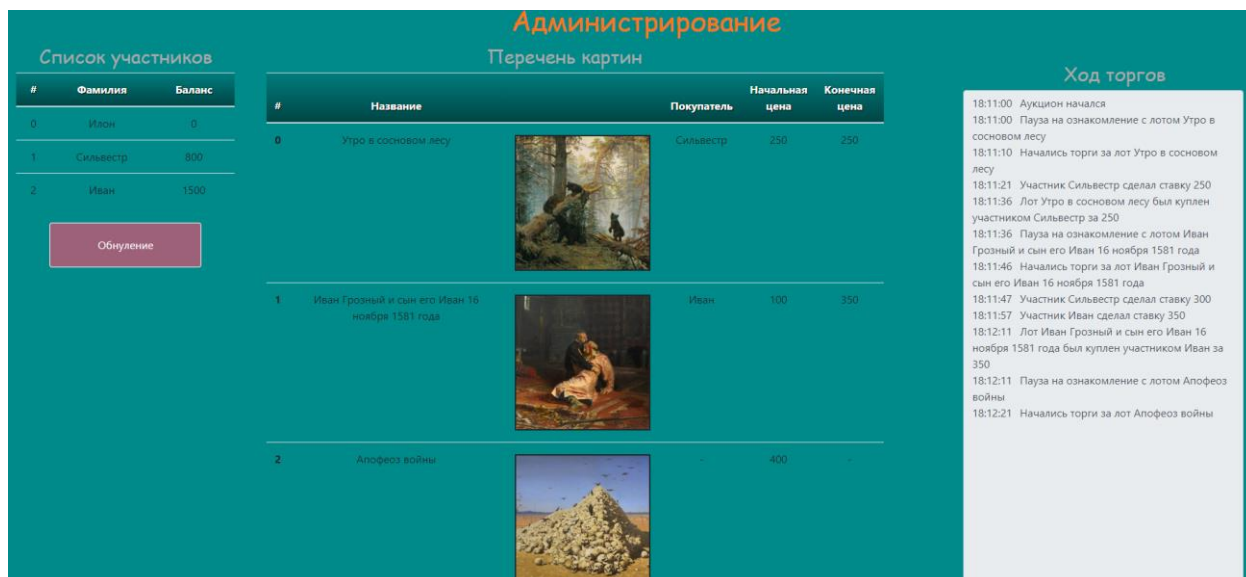 Администрирование
Список участников
# Фамилия Баланс
0 Илон 0
1 Сильвестр 800
2 Иван 1500
Обнуление
Перечень картин
# Название Покупатель Начальная цена Конечная цена
0 Утро в сосновом лесу Сильвестр 250 250
1 Иван Грозный и сын его Иван 16
ноября 1581 года Иван 100 350
2 Апофеоз войны - 400 -
Ход торгов
18:11:00 Аукцион начался
18:11:00 Пауза на ознакомление с лотом Утро в
сосновом лесу
18:11:10 Начались торги за лот Утро в сосновом
лесу
18:11:21 Участник Сильвестр сделал ставку 250
18:11:36 Лот Утро в сосновом лесу был куплен
участником Сильвестр за 250
18:11:36 Пауза на ознакомление с лотом Иван
Грозный и сын его Иван 16 ноября 1581 года
18:11:46 Начались торги за лот Иван Грозный и
сын его Иван 16 ноября 1581 года
18:11:47 Участник Сильвестр сделал ставку 300
18:11:57 Участник Иван сделал ставку 350
18:12:11 Лот Иван Грозный и сын его Иван 16
ноября 1581 года был куплен участником Иван за
350
18:12:11 Пауза на ознакомление с лотом Апофеоз
войны
18:12:21 Начались торги за лот Апофеоз войны